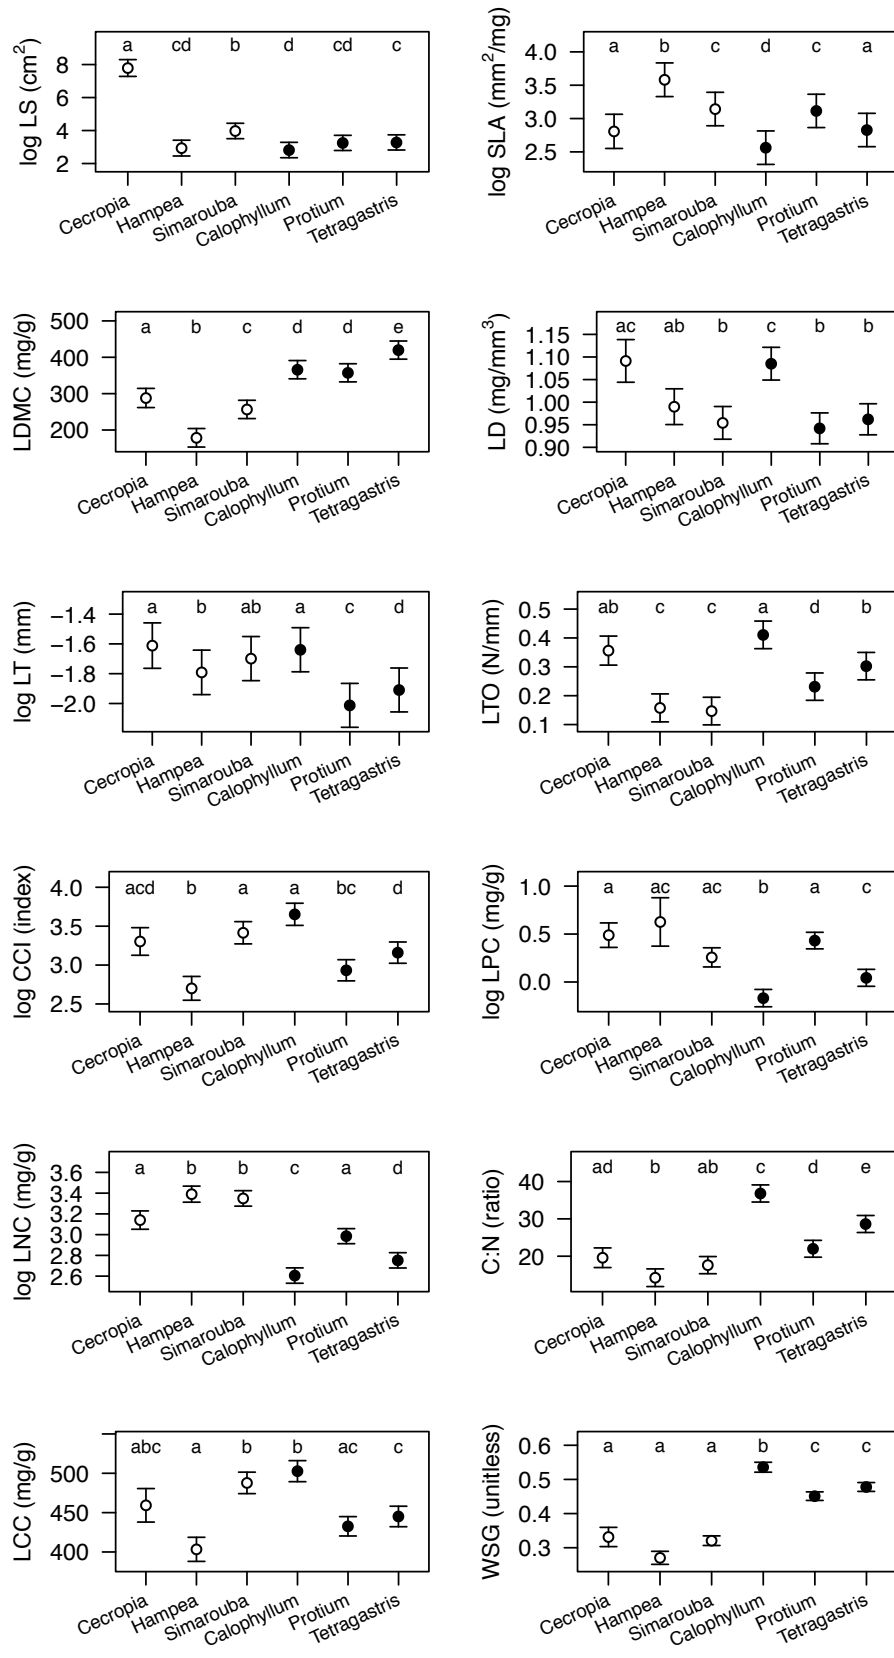 log LS (cm2)
8
6
4
2
a cd b d cd c
Cecropia Hampea Simarouba Calophyllum Protium Tetragastris
log SLA (mm2/mg)
4.0
3.5
3.0
2.5
a b c d c a
Cecropia Hampea Simarouba Calophyllum Protium Tetragastris
LDMC (mg/g)
500
400
300
200
a b c d d e
Cecropia Hampea Simarouba Calophyllum Protium Tetragastris
LD (mg/mm3)
1.15
1.10
1.05
1.00
0.95
0.90
ac ab b c b b
Cecropia Hampea Simarouba Calophyllum Protium Tetragastris
log LT (mm)
−1.4
−1.6
−1.8
−2.0
a b ab a c d
Cecropia Hampea Simarouba Calophyllum Protium Tetragastris
LTO (N/mm)
0.5
0.4
0.3
0.2
0.1
ab c c a d b
Cecropia Hampea Simarouba Calophyllum Protium Tetragastris
log CCI (index)
4.0
3.5
3.0
2.5
acd b a a bc d
Cecropia Hampea Simarouba Calophyllum Protium Tetragastris
log LPC (mg/g)
1.0
0.5
0.0
a ac ac b a c
Cecropia Hampea Simarouba Calophyllum Protium Tetragastris
log LNC (mg/g)
3.6
3.4
3.2
3.0
2.8
2.6
a b b c a d
Cecropia Hampea Simarouba Calophyllum Protium Tetragastris
C:N (ratio)
40
30
20
ad b ab c d e
Cecropia Hampea Simarouba Calophyllum Protium Tetragastris
LCC (mg/g)
500
450
400
abc a b b ac c
Cecropia Hampea Simarouba Calophyllum Protium Tetragastris
WSG (unitless)
0.6
0.5
0.4
0.3
a a a b c c
Cecropia Hampea Simarouba Calophyllum Protium Tetragastris